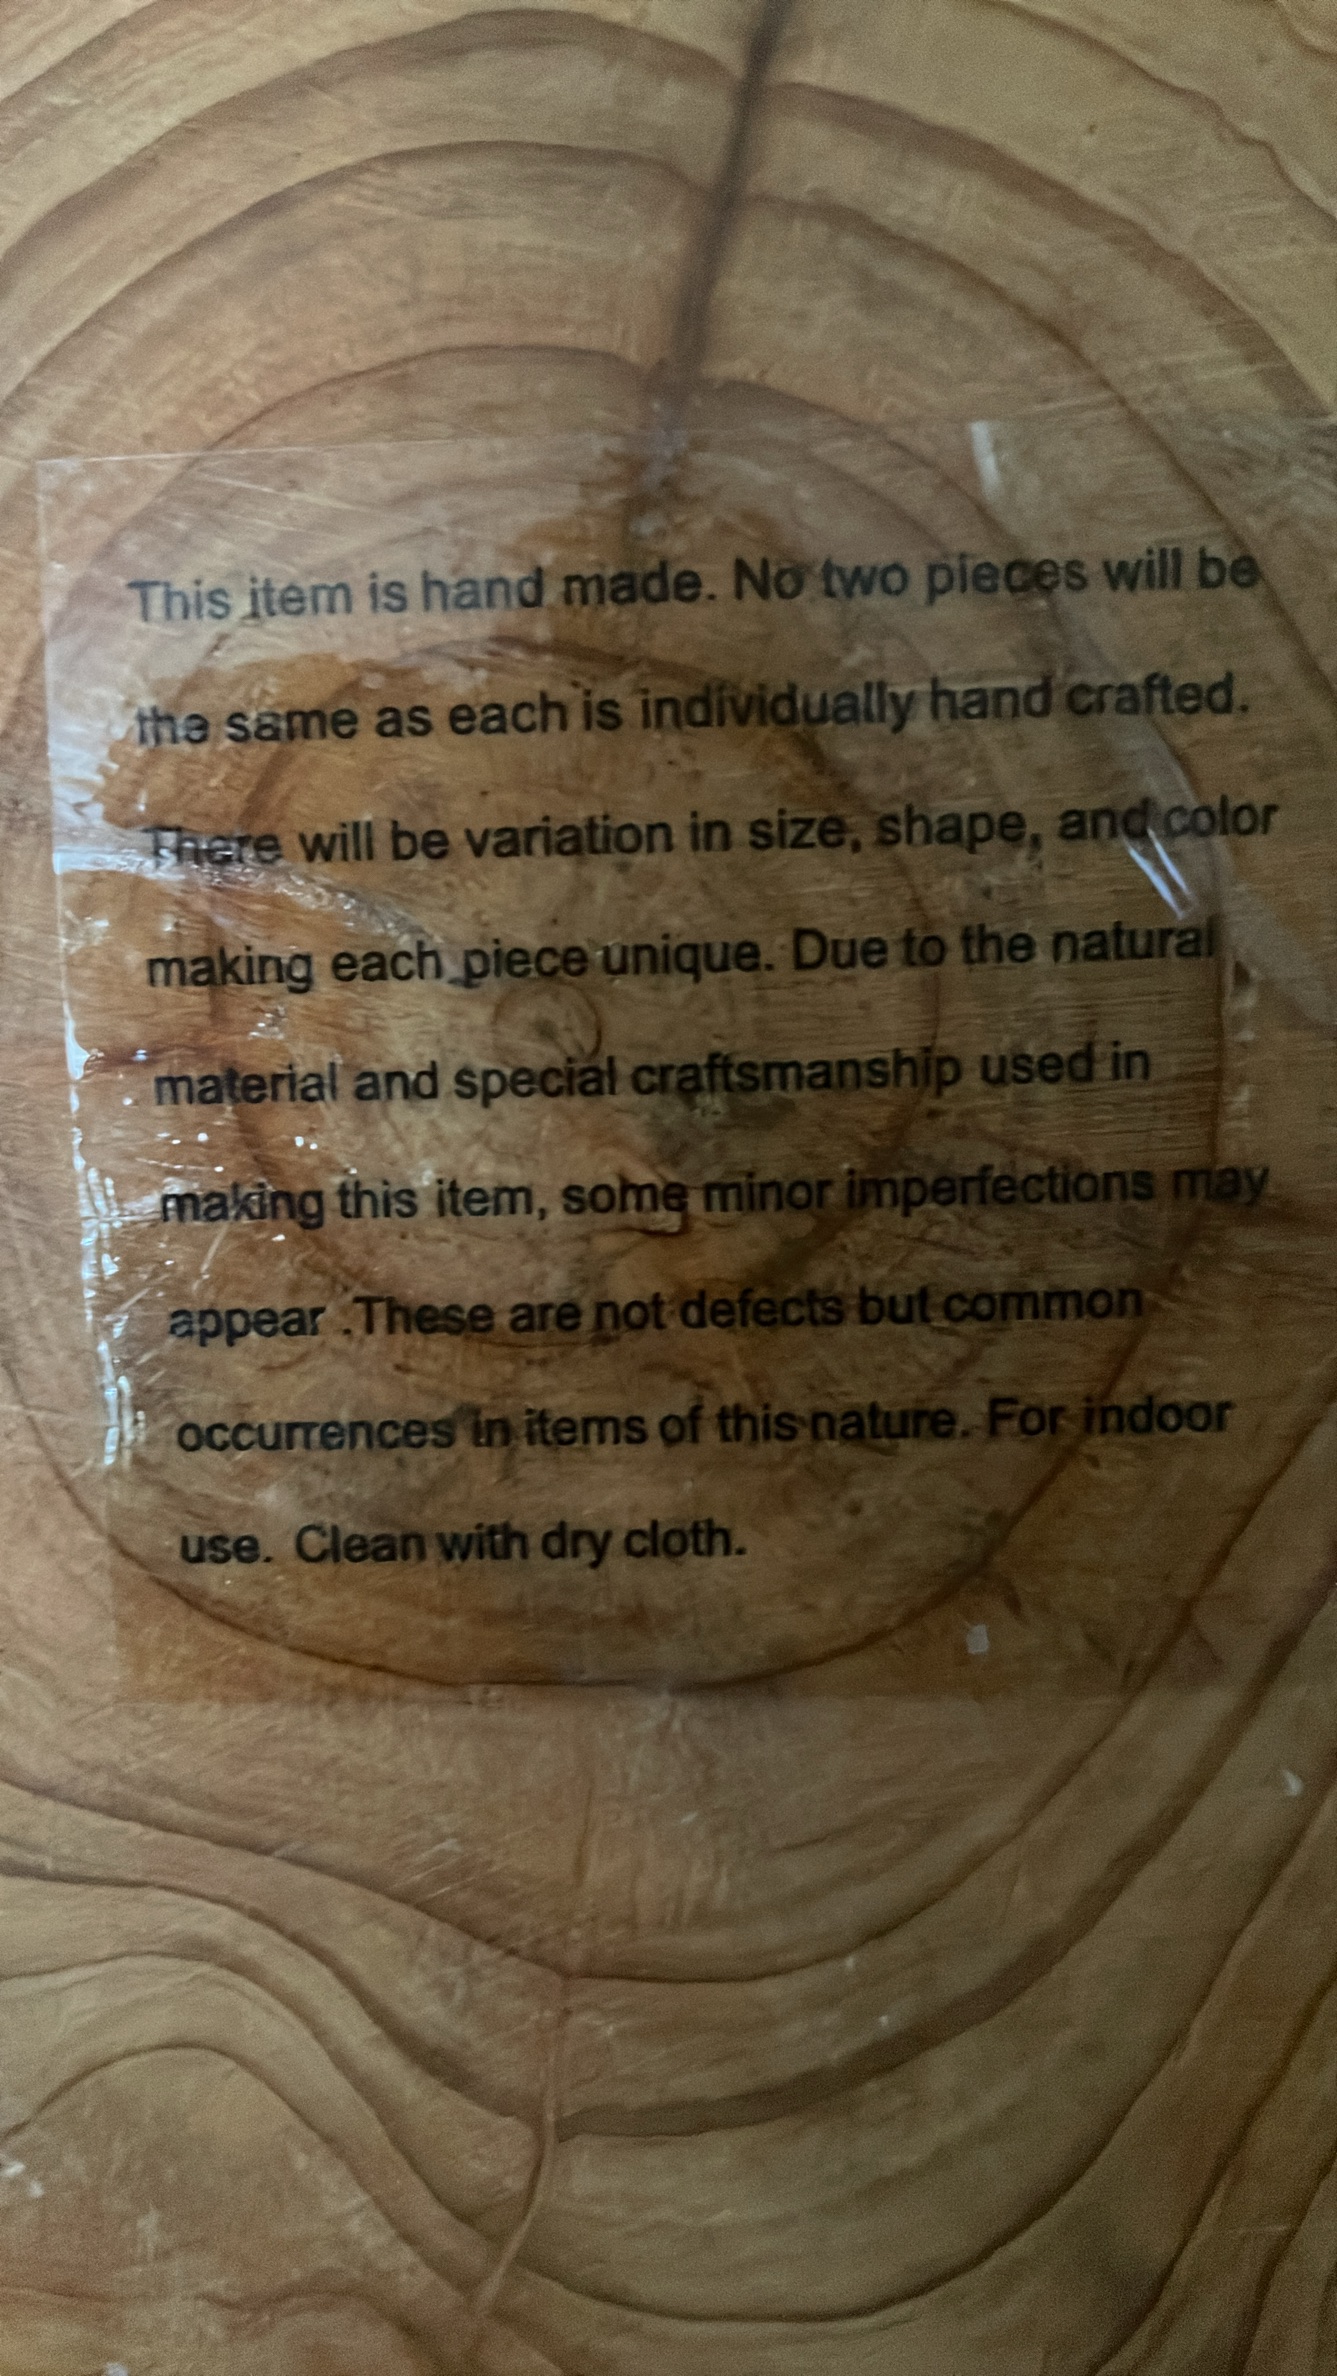 This item is hand made. No two pieces will be
the same as each is individually hand crafted.
There will be variation in size, shape, and color
making each piece unique. Due to the natural
material and special craftsmanship used in
making this item, some minor imperfections may
appear .These are not defects but common
occurrences in items of this nature. For indoor
use. Clean with dry cloth.